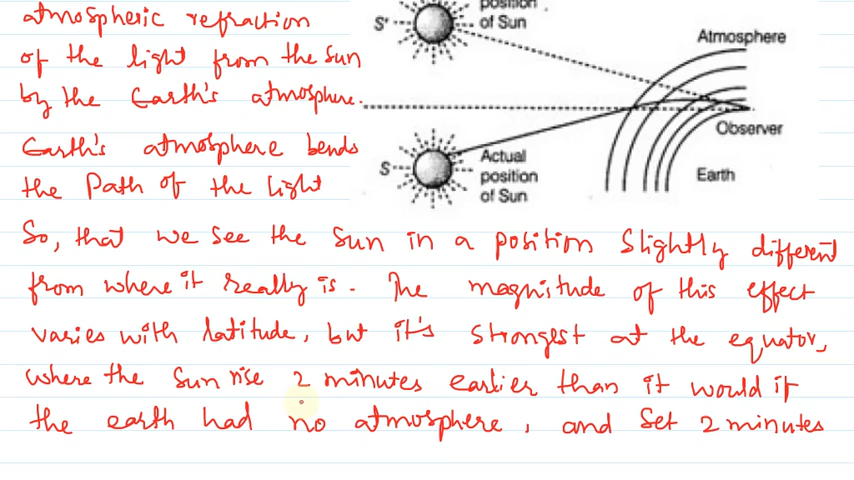 atmospheric refraction
of the light from the sun
by the Earth's atmosphere.
Earth's atmosphere bends
the Path of the light
position
of Sun
S'
Atmosphere
Observer
S
Actual
position
of Sun
Earth
So, that we see the Sun in a position Slightly different
from where it really is. The magnitude of this effect
varies with latitude, but it's strongest at the equator,
where the Sun rise 2 minutes earlier than it would if
the earth had no atmosphere, and Set 2 minutes